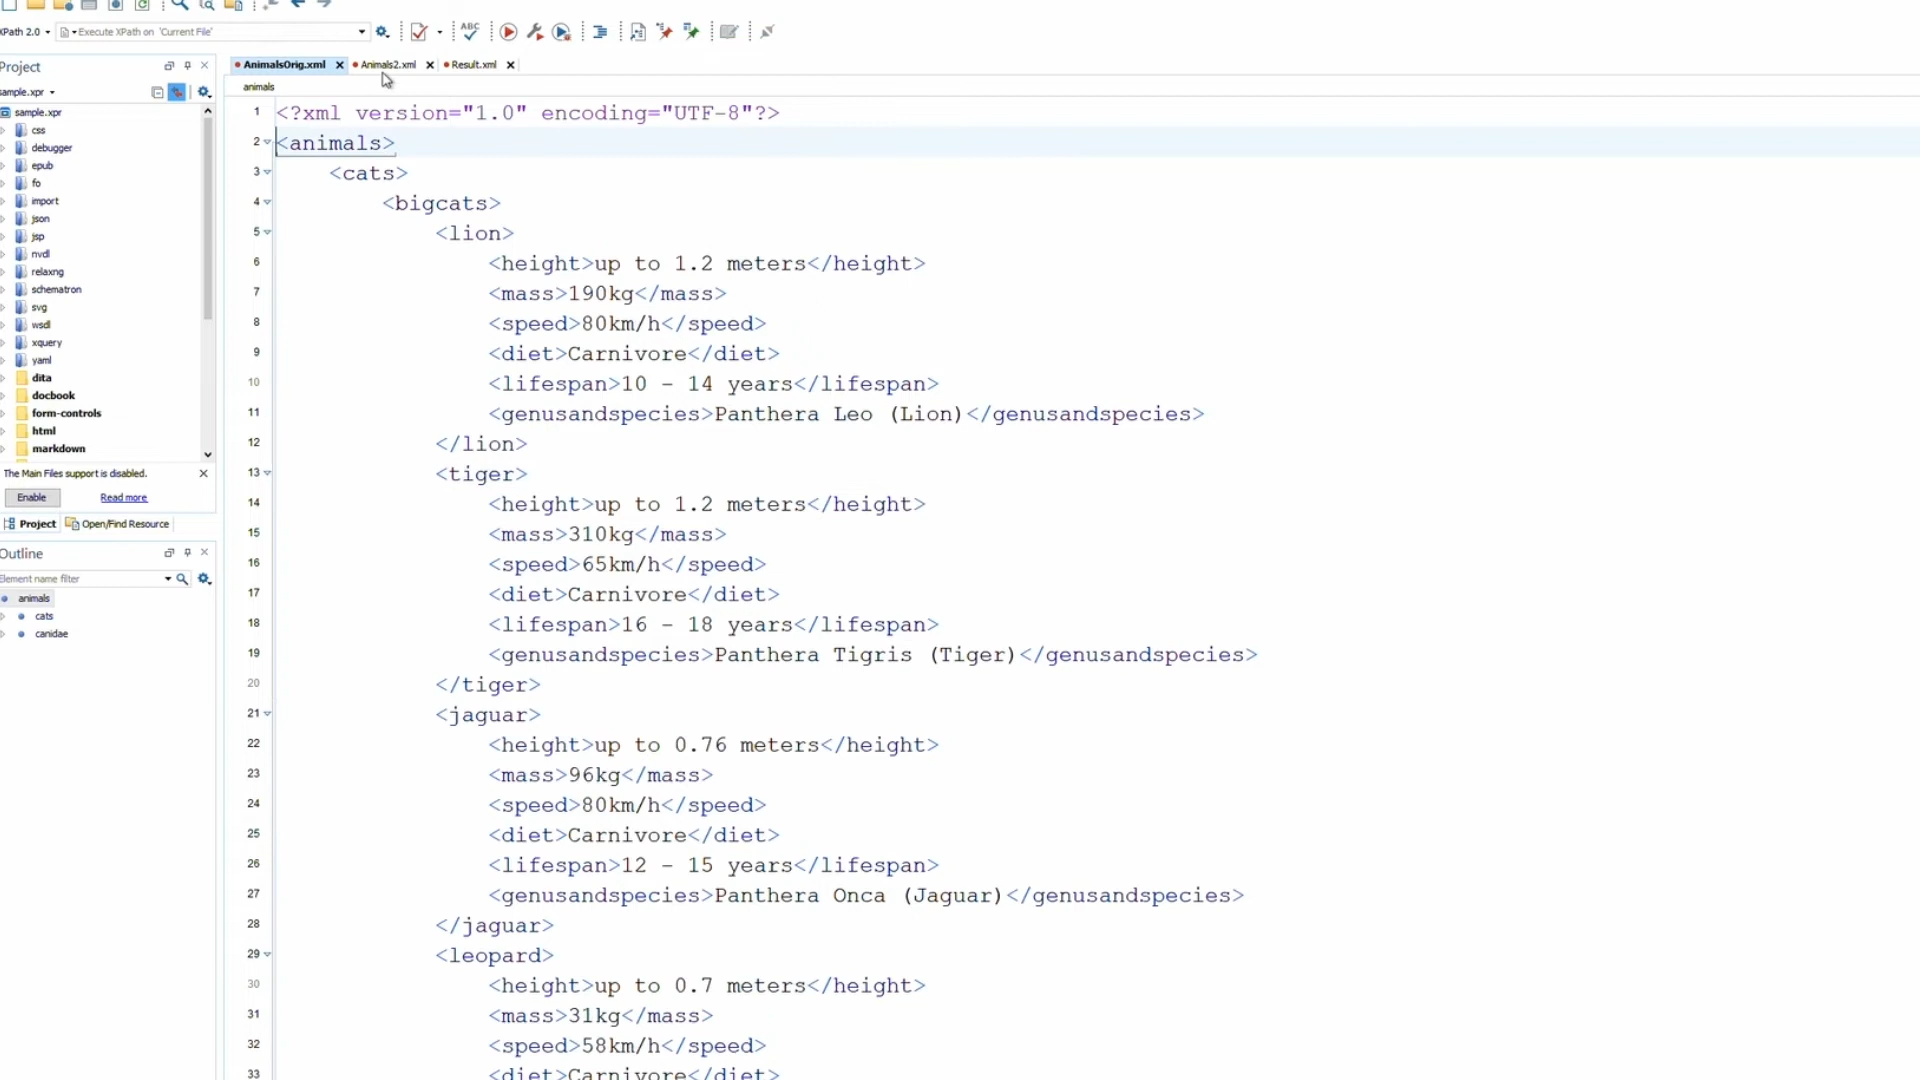 XPath 2.0 Execute XPath on 'Current File'
Project
sample.xpr
sample.xpr
css
debugger
epub
fo
import
json
jsp
nvdl
relaxng
schematron
svg
wsdl
xquery
yaml
dita
docbook
form-controls
html
markdown
The Main Files support is disabled.
Enable Read more
Project Open/Find Resource
Outline
Element name filter
animals
cats
canidae
AnimalsOrig.xml Animals2.xml Result.xml
animals
1 <?xml version="1.0" encoding="UTF-8"?>
2 <animals>
3 <cats>
4 <bigcats>
5 <lion>
6 <height>up to 1.2 meters</height>
7 <mass>190kg</mass>
8 <speed>80km/h</speed>
9 <diet>Carnivore</diet>
10 <lifespan>10 - 14 years</lifespan>
11 <genusandspecies>Panthera Leo (Lion)</genusandspecies>
12 </lion>
13 <tiger>
14 <height>up to 1.2 meters</height>
15 <mass>310kg</mass>
16 <speed>65km/h</speed>
17 <diet>Carnivore</diet>
18 <lifespan>16 - 18 years</lifespan>
19 <genusandspecies>Panthera Tigris (Tiger)</genusandspecies>
20 </tiger>
21 <jaguar>
22 <height>up to 0.76 meters</height>
23 <mass>96kg</mass>
24 <speed>80km/h</speed>
25 <diet>Carnivore</diet>
26 <lifespan>12 - 15 years</lifespan>
27 <genusandspecies>Panthera Onca (Jaguar)</genusandspecies>
28 </jaguar>
29 <leopard>
30 <height>up to 0.7 meters</height>
31 <mass>31kg</mass>
32 <speed>58km/h</speed>
33 <diet>Carnivore</diet>